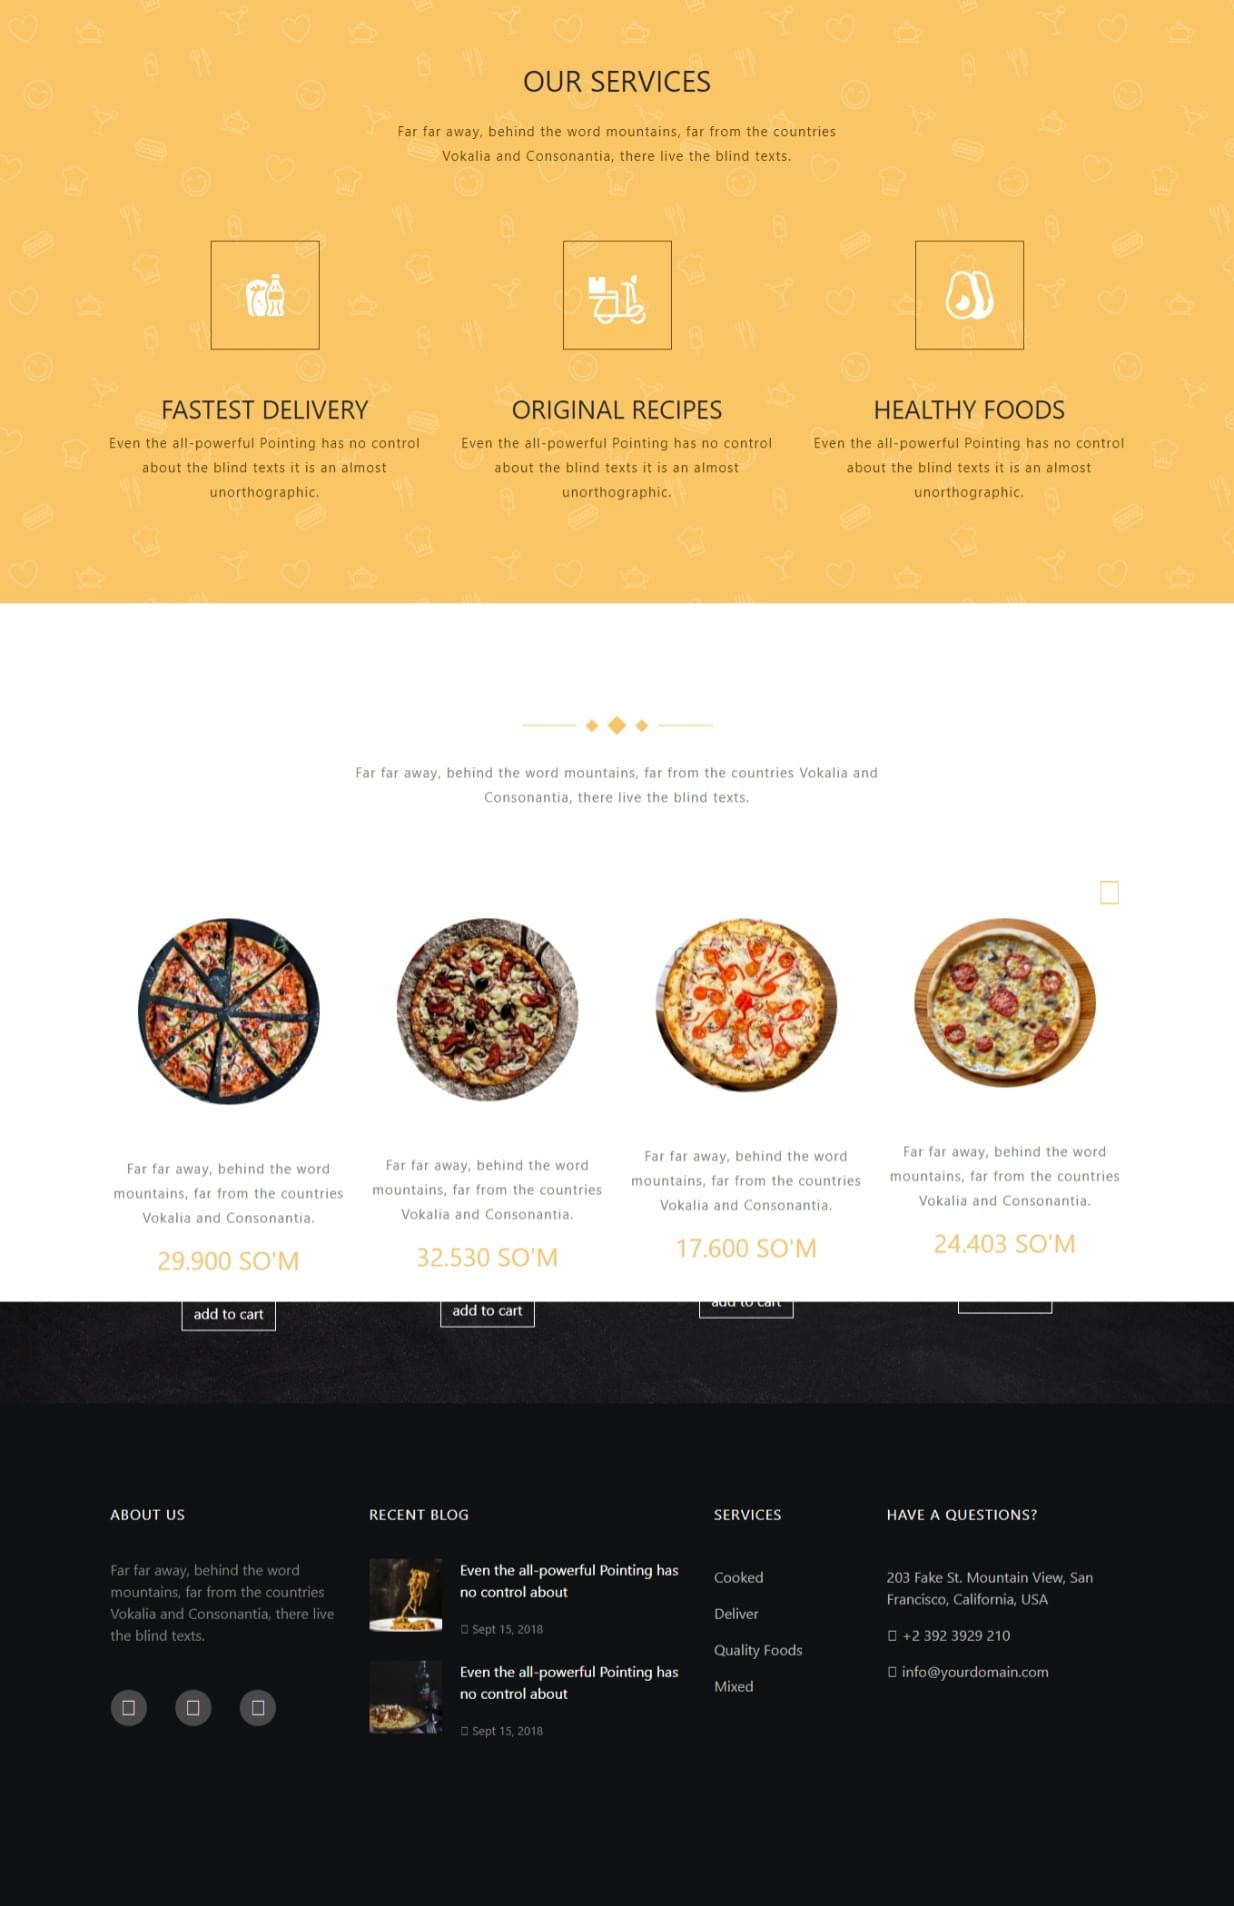 OUR SERVICES
Far far away, behind the word mountains, far from the countries
Vokalia and Consonantia, there live the blind texts.
FASTEST DELIVERY
Even the all-powerful Pointing has no control
about the blind texts it is an almost
unorthographic.
ORIGINAL RECIPES
Even the all-powerful Pointing has no control
about the blind texts it is an almost
unorthographic.
HEALTHY FOODS
Even the all-powerful Pointing has no control
about the blind texts it is an almost
unorthographic.
Far far away, behind the word mountains, far from the countries Vokalia and
Consonantia, there live the blind texts.
Far far away, behind the word
mountains, far from the countries
Vokalia and Consonantia.
29.900 SO'M
add to cart
Far far away, behind the word
mountains, far from the countries
Vokalia and Consonantia.
32.530 SO'M
add to cart
Far far away, behind the word
mountains, far from the countries
Vokalia and Consonantia.
17.600 SO'M
add to cart
Far far away, behind the word
mountains, far from the countries
Vokalia and Consonantia.
24.403 SO'M
ABOUT US
Far far away, behind the word
mountains, far from the countries
Vokalia and Consonantia, there live
the blind texts.
RECENT BLOG
Even the all-powerful Pointing has
no control about
Sept 15, 2018
Even the all-powerful Pointing has
no control about
Sept 15, 2018
SERVICES
Cooked
Deliver
Quality Foods
Mixed
HAVE A QUESTIONS?
203 Fake St. Mountain View, San
Francisco, California, USA
+2 392 3929 210
info@yourdomain.com